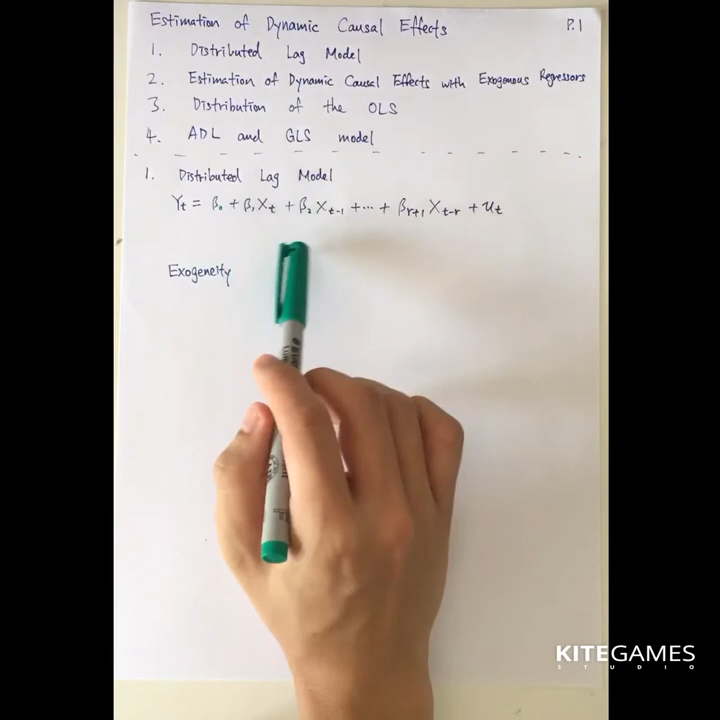 Estimation of Dynamic Causal Effects P.1
1. Distributed Lag Model
2. Estimation of Dynamic Causal Effects with Exogenous Regressors
3. Distribution of the OLS
4. ADL and GLS model
1. Distributed Lag Model
Yₜ = β₀ + β₁Xₜ + β₂Xₜ₋₁ + ... + βᵣ₊₁Xₜ₋ᵣ + uₜ
Exogeneity
KITEGAMES
STUDIO